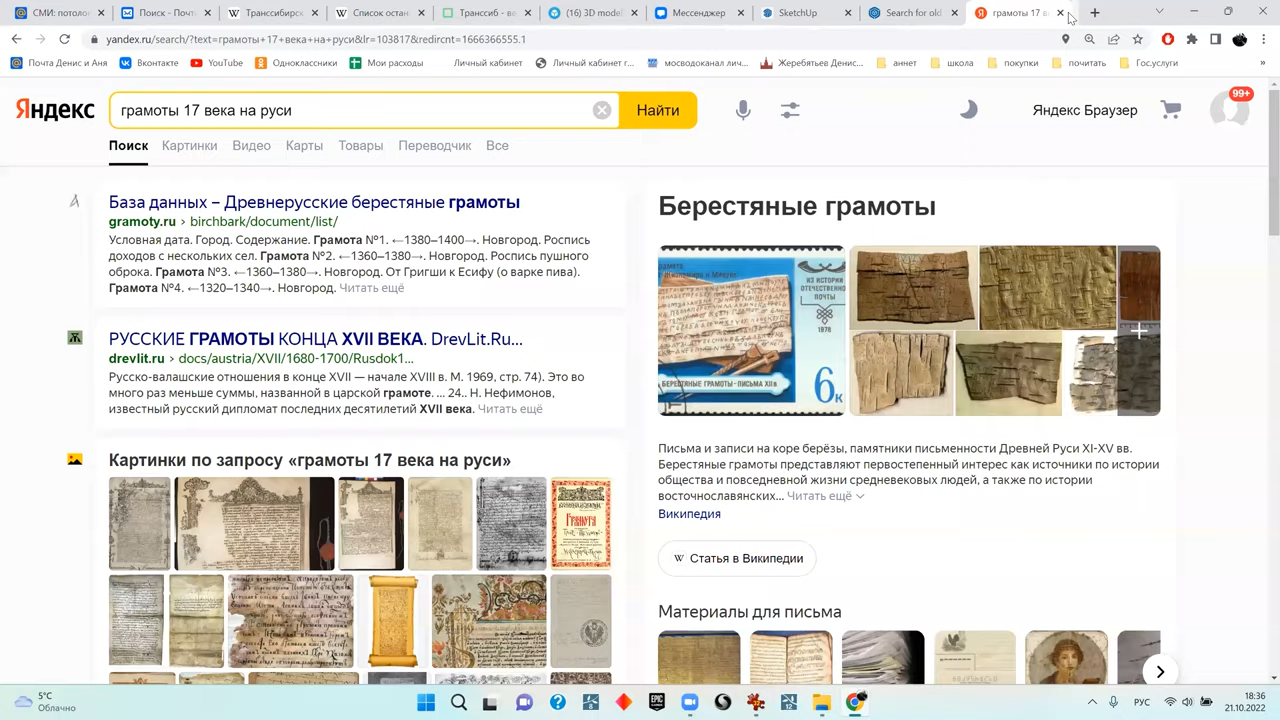 СМИ: потоло
Поиск - Почт
Транссибирск
Список остан
Транссиб - ве
(16) 3D модеl
Мессенджер
SketchUp
Search for old
грамоты 17 в
yandex.ru/search/?text=грамоты+17+века+на+руси&lr=103817&redircnt=1666366555.1
Почта Денис и Аня
Вконтакте
YouTube
Одноклассники
Мои расходы
Личный кабинет
Личный кабинет г...
мосводоканал лич...
Жеребятьев Денис...
аннет
школа
покупки
почитать
Гос.услуги
»
Яндекс
грамоты 17 века на руси
Найти
Яндекс Браузер
99+
Поиск Картинки Видео Карты Товары Переводчик Все
База данных – Древнерусские берестяные грамоты
gramoty.ru › birchbark/document/list/
Условная дата. Город. Содержание. Грамота №1. ←1380–1400→. Новгород. Роспись
доходов с нескольких сел. Грамота №2. ←1360–1380→. Новгород. Роспись пушного
оброка. Грамота №3. ←1360–1380→. Новгород. От Гришки к Есифу (о варке пива).
Грамота №4. ←1320–1340→. Новгород. Читать ещё
РУССКИЕ ГРАМОТЫ КОНЦА XVII ВЕКА. DrevLit.Ru...
drevlit.ru › docs/austria/XVII/1680-1700/Rusdok1...
Русско-валашские отношения в конце XVII — начале XVIII в. М. 1969, стр. 74). Это во
много раз меньше суммы, названной в царской грамоте. ... 24.. Н. Нефимонов,
известный русский дипломат последних десятилетий XVII века. Читать ещё
Картинки по запросу «грамоты 17 века на руси»
Грамота
Берестяные грамоты
ИЗ ИСТОРИИ
ОТЕЧЕСТВЕННОЙ
ПОЧТЫ
1978
БЕРЕСТЯНЫЕ ГРАМОТЫ-ПИСЬМА XII в
6к
Письма и записи на коре берёзы, памятники письменности Древней Руси XI-XV вв.
Берестяные грамоты представляют первостепенный интерес как источники по истории
общества и повседневной жизни средневековых людей, а также по истории
восточнославянских... Читать ещё
Википедия
W Статья в Википедии
Материалы для письма
5°C
Облачно
EPIC
РУС
18:36
21.10.2022